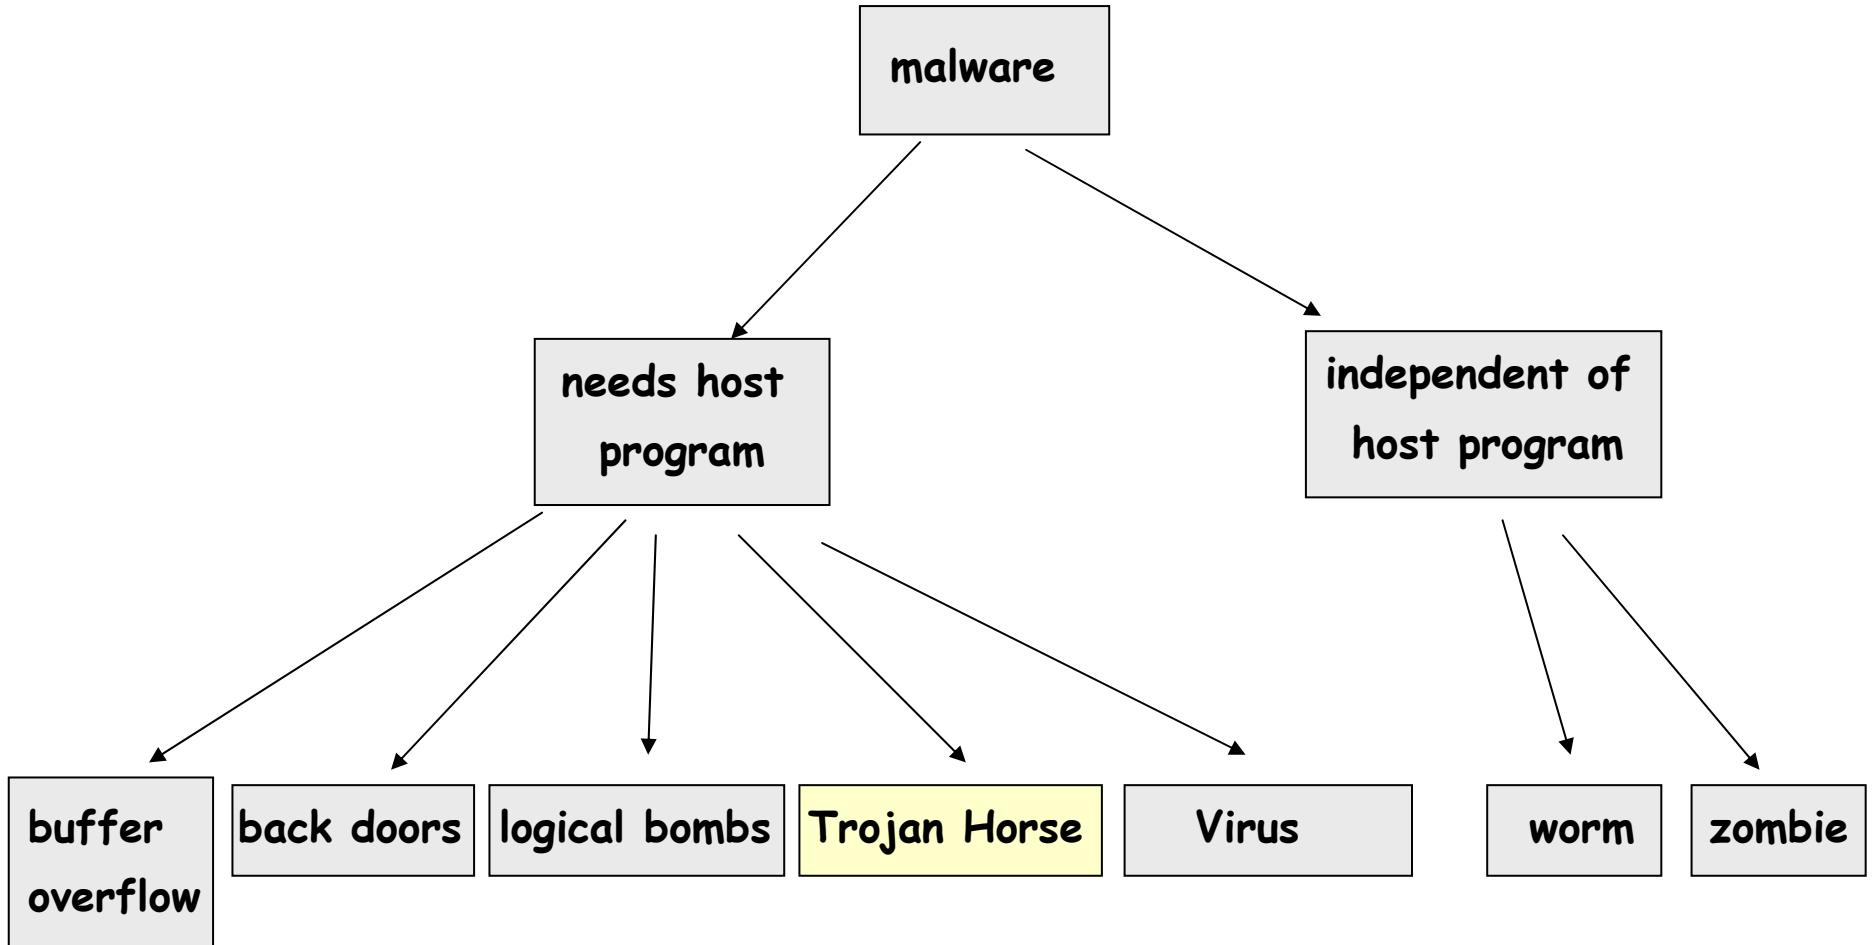 malware
needs host
program
independent of
host program
buffer
overflow
back doors
logical bombs
Trojan Horse
Virus
worm
zombie